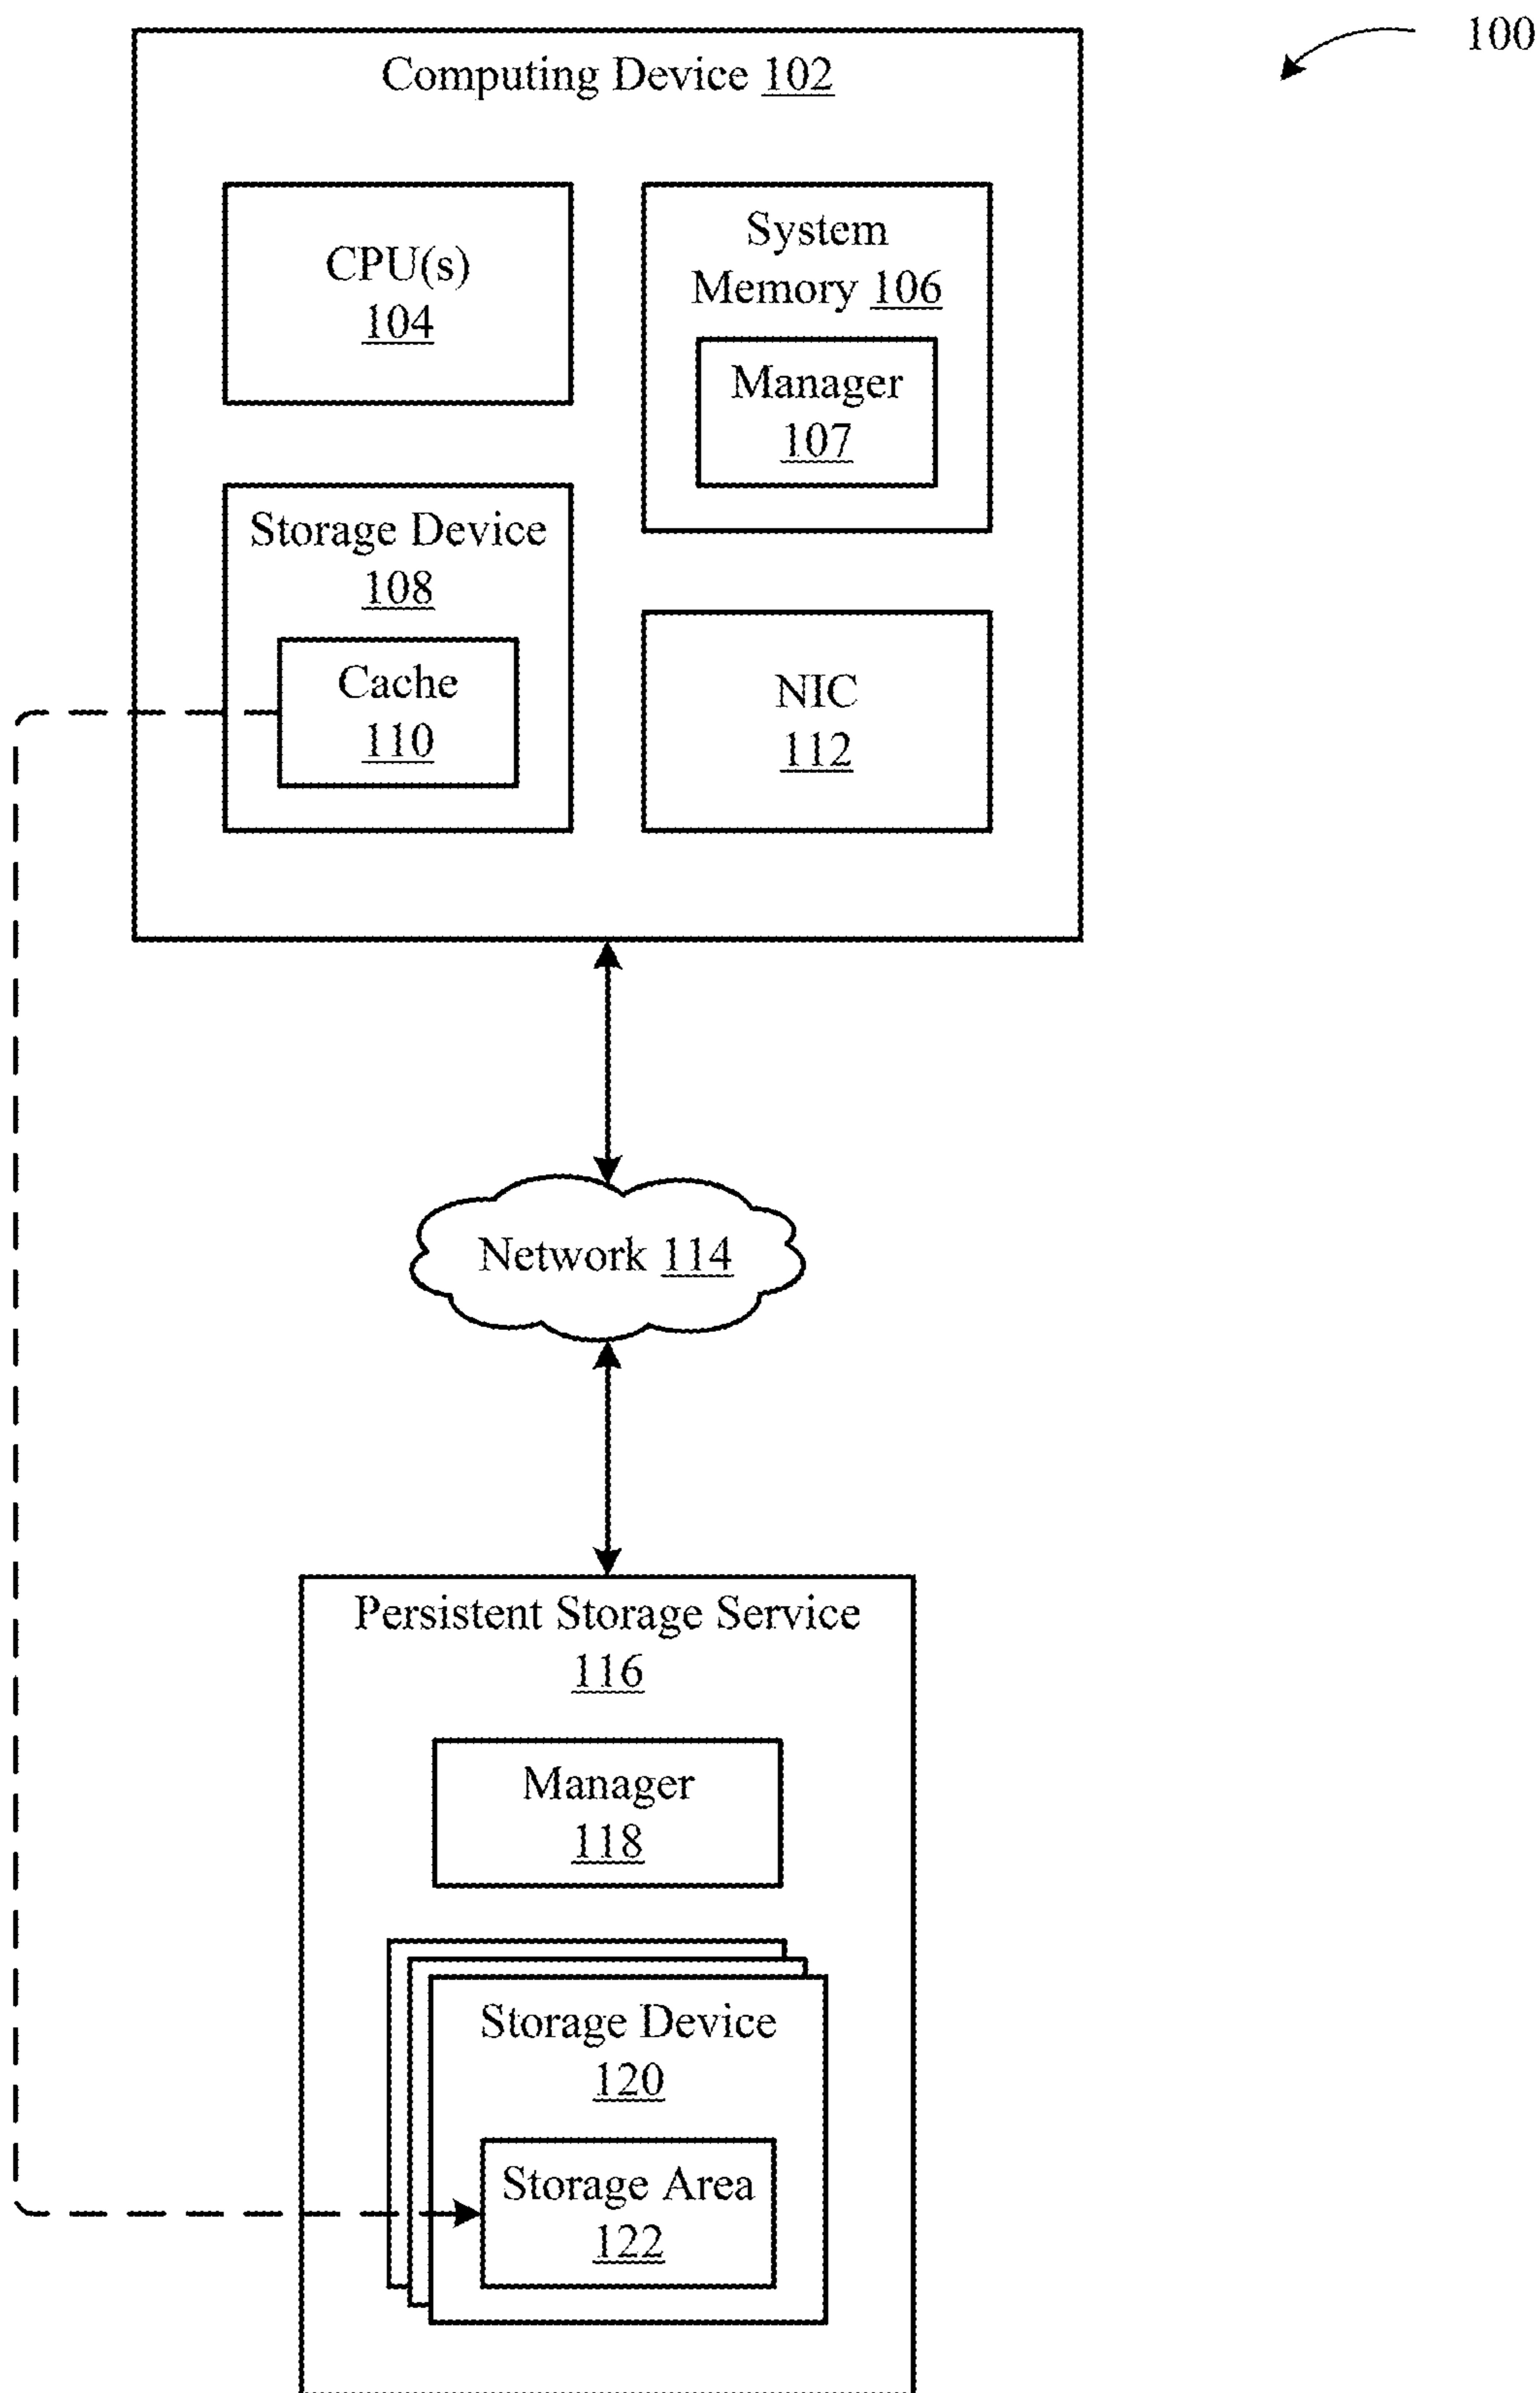 100
Computing Device 102
CPU(s)
104
System
Memory 106
Manager
107
Storage Device
108
Cache
110
NIC
112
Network 114
Persistent Storage Service
116
Manager
118
Storage Device
120
Storage Area
122